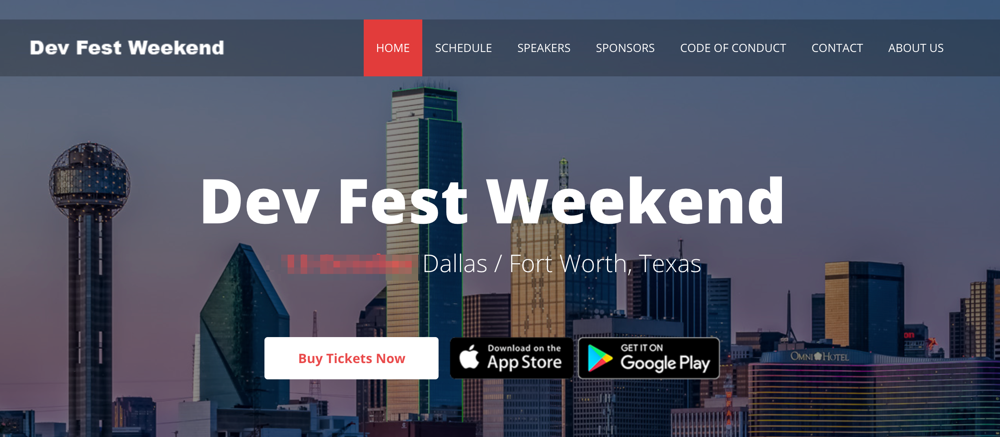 Dev Fest Weekend
HOME
SCHEDULE
SPEAKERS
SPONSORS
CODE OF CONDUCT
CONTACT
ABOUT US
Dev Fest Weekend
Dallas / Fort Worth, Texas
Buy Tickets Now
Download on the
App Store
GET IT ON
Google Play
OMNI HOTEL